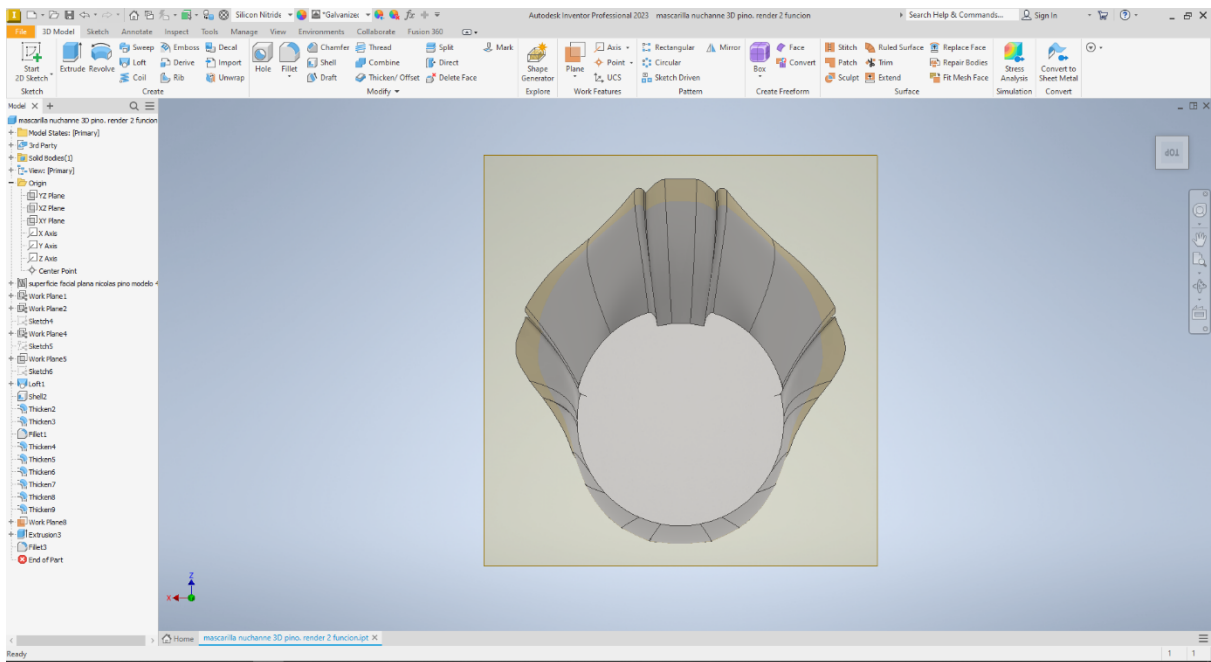 Silicon Nitride
*Galvanizec
Autodesk Inventor Professional 2023 mascarilla nuchanne 3D pino. render 2 funcion
Search Help & Commands...
Sign In
File 3D Model Sketch Annotate Inspect Tools Manage View Environments Collaborate Fusion 360
Start
2D Sketch
Extrude
Revolve
Sweep
Emboss
Decal
Loft
Derive
Import
Coil
Rib
Unwrap
Hole
Fillet
Chamfer
Thread
Split
Mark
Shell
Combine
Direct
Draft
Thicken/ Offset
Delete Face
Shape
Generator
Plane
Axis
Point
UCS
Rectangular
Mirror
Circular
Sketch Driven
Box
Face
Convert
Stitch
Ruled Surface
Replace Face
Patch
Trim
Repair Bodies
Sculpt
Extend
Fit Mesh Face
Stress
Analysis
Convert to
Sheet Metal
Sketch
Create
Modify
Explore
Work Features
Pattern
Create Freeform
Surface
Simulation
Convert
Model
mascarilla nuchanne 3D pino. render 2 funcion
Model States: [Primary]
3rd Party
Solid Bodies(1)
View: [Primary]
Origin
YZ Plane
XZ Plane
XY Plane
X Axis
Y Axis
Z Axis
Center Point
superficie facial plana nicolas pino modelo 4
Work Plane1
Work Plane2
Sketch4
Work Plane4
Sketch5
Work Plane5
Sketch6
Loft1
Shell2
Thicken2
Thicken3
Fillet1
Thicken4
Thicken5
Thicken6
Thicken7
Thicken8
Thicken9
Work Plane8
Extrusion3
Fillet3
End of Part
TOP
Z
X
Home
mascarilla nuchanne 3D pino. render 2 funcion.ipt
Ready
1 1